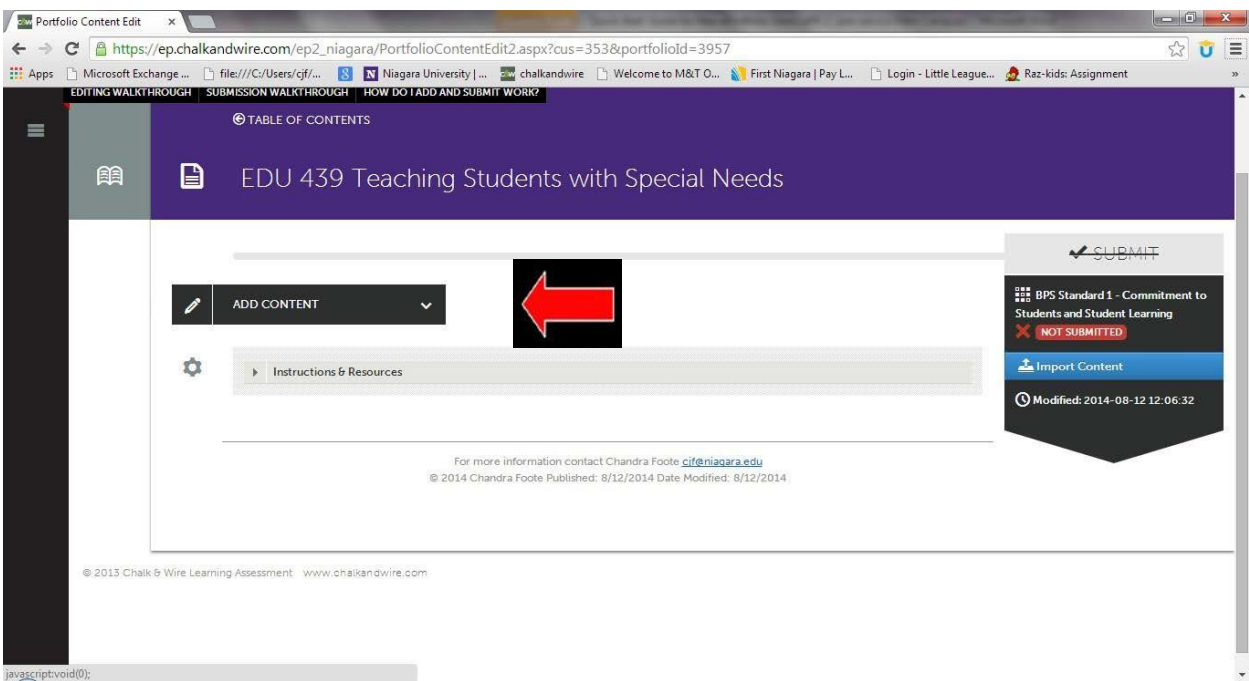 Portfolio Content Edit
https://ep.chalkandwire.com/ep2_niagara/PortfolioContentEdit2.aspx?cus=353&portfolioId=3957
Apps Microsoft Exchange ... file:///C:/Users/cjf/... Niagara University | ... chalkandwire Welcome to M&T O... First Niagara | Pay L... Login - Little League... Raz-kids: Assignment »
EDITING WALKTHROUGH SUBMISSION WALKTHROUGH HOW DO I ADD AND SUBMIT WORK?
TABLE OF CONTENTS
EDU 439 Teaching Students with Special Needs
SUBMIT
ADD CONTENT
BPS Standard 1 - Commitment to
Students and Student Learning
NOT SUBMITTED
Instructions & Resources
Import Content
Modified: 2014-08-12 12:06:32
For more information contact Chandra Foote cjf@niagara.edu
© 2014 Chandra Foote Published: 8/12/2014 Date Modified: 8/12/2014
© 2013 Chalk & Wire Learning Assessment www.chalkandwire.com
javascript:void(0);